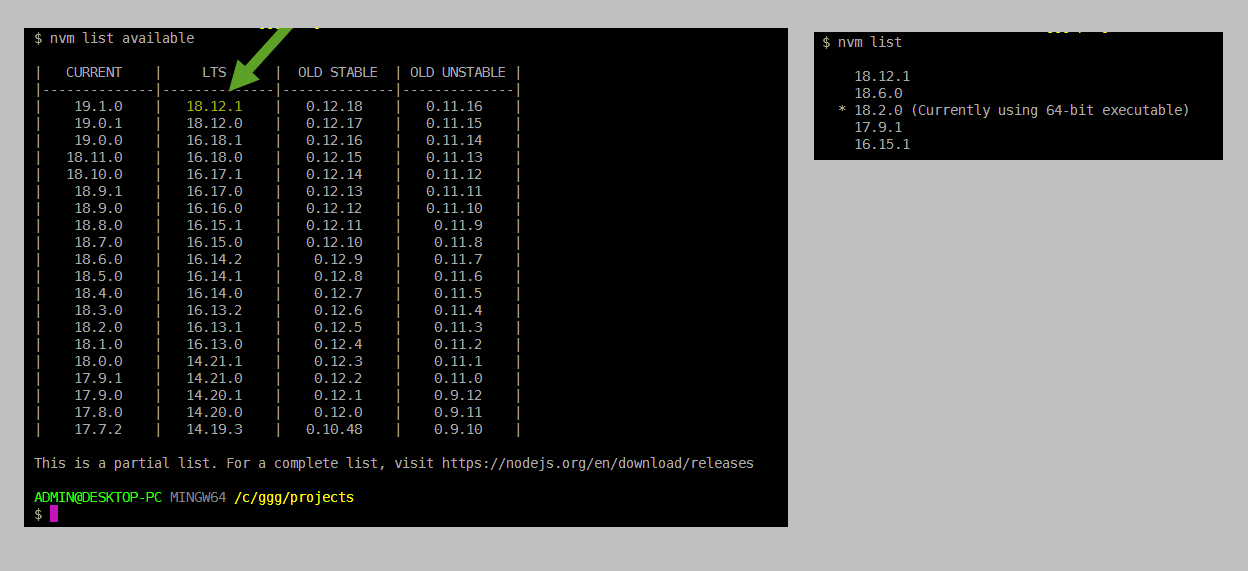 $ nvm list available
|   CURRENT    |     LTS      |  OLD STABLE  | OLD UNSTABLE |
|--------------|--------------|--------------|--------------|
|    19.1.0    |   18.12.1    |   0.12.18    |   0.11.16    |
|    19.0.1    |   18.12.0    |   0.12.17    |   0.11.15    |
|    19.0.0    |   16.18.1    |   0.12.16    |   0.11.14    |
|   18.11.0    |   16.18.0    |   0.12.15    |   0.11.13    |
|   18.10.0    |   16.17.1    |   0.12.14    |   0.11.12    |
|    18.9.1    |   16.17.0    |   0.12.13    |   0.11.11    |
|    18.9.0    |   16.16.0    |   0.12.12    |   0.11.10    |
|    18.8.0    |   16.15.1    |   0.12.11    |    0.11.9    |
|    18.7.0    |   16.15.0    |   0.12.10    |    0.11.8    |
|    18.6.0    |   16.14.2    |    0.12.9    |    0.11.7    |
|    18.5.0    |   16.14.1    |    0.12.8    |    0.11.6    |
|    18.4.0    |   16.14.0    |    0.12.7    |    0.11.5    |
|    18.3.0    |   16.13.2    |    0.12.6    |    0.11.4    |
|    18.2.0    |   16.13.1    |    0.12.5    |    0.11.3    |
|    18.1.0    |   16.13.0    |    0.12.4    |    0.11.2    |
|    18.0.0    |   14.21.1    |    0.12.3    |    0.11.1    |
|    17.9.1    |   14.21.0    |    0.12.2    |    0.11.0    |
|    17.9.0    |   14.20.1    |    0.12.1    |    0.9.12    |
|    17.8.0    |   14.20.0    |    0.12.0    |    0.9.11    |
|    17.7.2    |   14.19.3    |   0.10.48    |    0.9.10    |
This is a partial list. For a complete list, visit https://nodejs.org/en/download/releases
ADMIN@DESKTOP-PC MINGW64 /c/ggg/projects
$
$ nvm list
18.12.1
18.6.0
* 18.2.0 (Currently using 64-bit executable)
17.9.1
16.15.1